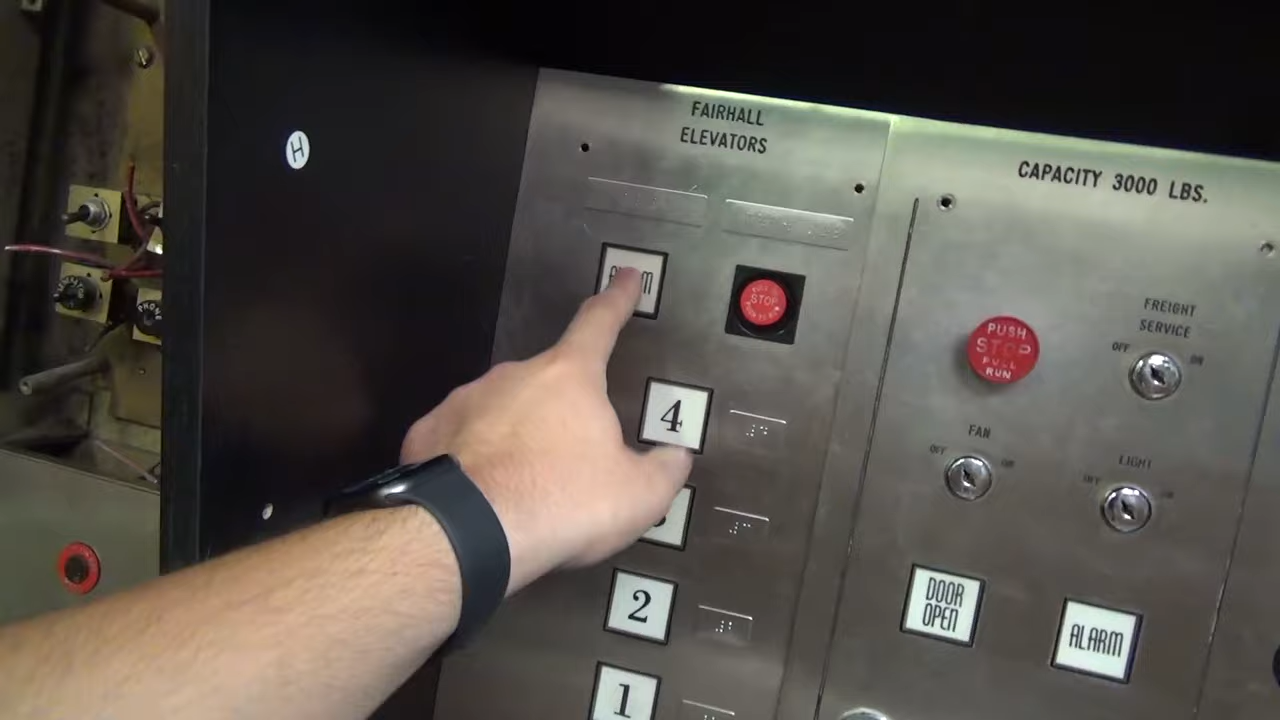 H
FAIRHALL
ELEVATORS
CAPACITY 3000 LBS.
STOP
PUSH
STOP
PULL
RUN
FREIGHT
SERVICE
OFF ON
4
FAN
OFF ON
LIGHT
OFF ON
PHONE
2
DOOR
OPEN
ALARM
1